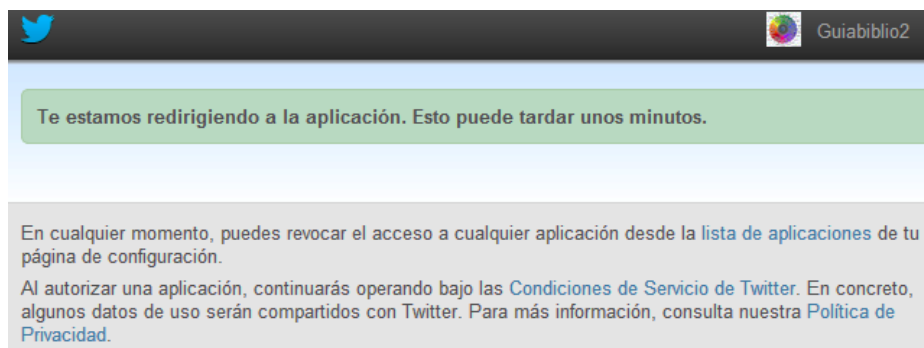 Guiabiblio2
Te estamos redirigiendo a la aplicación. Esto puede tardar unos minutos.
En cualquier momento, puedes revocar el acceso a cualquier aplicación desde la lista de aplicaciones de tu
página de configuración.
Al autorizar una aplicación, continuarás operando bajo las Condiciones de Servicio de Twitter. En concreto,
algunos datos de uso serán compartidos con Twitter. Para más información, consulta nuestra Política de
Privacidad.